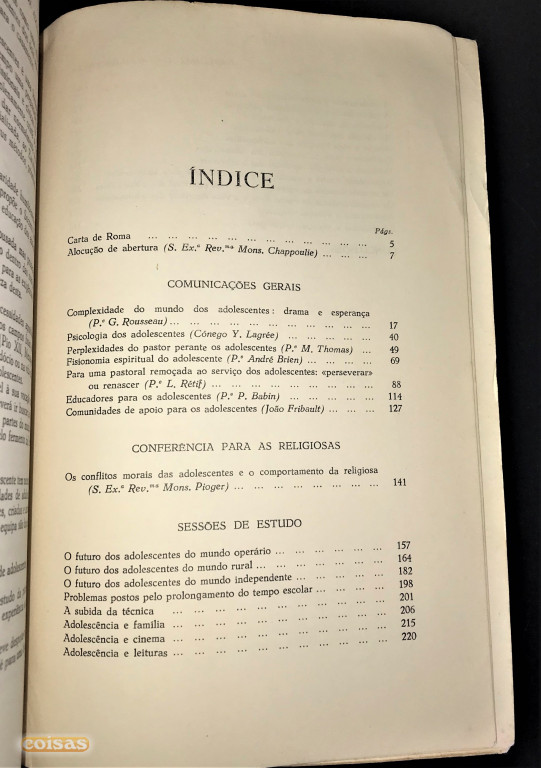 ÍNDICE
Págs.
Carta de Roma ... ... ... ... ... ... ... ... ... ... ... 5
Alocução de abertura (S. Ex.ª Rev.ma Mons. Chappoulie) ... ... ... 7
COMUNICAÇÕES GERAIS
Complexidade do mundo dos adolescentes: drama e esperança
(P.e G. Rousseau) ... ... ... ... ... ... ... ... ... ... 17
Psicologia dos adolescentes (Cónego Y. Lagrée) ... ... ... ... ... 40
Perplexidades do pastor perante os adolescentes (P.e M. Thomas) ... 49
Fisionomia espiritual do adolescente (P.e André Brien) ... ... ... 69
Para uma pastoral remoçada ao serviço dos adolescentes: «perseverar»
ou renascer (P.e L. Rétif) ... ... ... ... ... ... ... ... 88
Educadores para os adolescentes (P.e P. Babin) ... ... ... ... ... 114
Comunidades de apoio para os adolescentes (João Fribault) ... ... 127
CONFERÊNCIA PARA AS RELIGIOSAS
Os conflitos morais das adolescentes e o comportamento da religiosa
(S. Ex.ª Rev.ma Mons. Pioger) ... ... ... ... ... ... ... ... 141
SESSÕES DE ESTUDO
O futuro dos adolescentes do mundo operário ... ... ... ... ... ... 157
O futuro dos adolescentes do mundo rural ... ... ... ... ... ... ... 164
O futuro dos adolescentes do mundo independente ... ... ... ... ... 182
Problemas postos pelo prolongamento do tempo escolar ... ... ... ... 198
A subida da técnica ... ... ... ... ... ... ... ... ... ... 201
Adolescência e família ... ... ... ... ... ... ... ... ... ... 206
Adolescência e cinema ... ... ... ... ... ... ... ... ... ... 215
Adolescência e leituras ... ... ... ... ... ... ... ... ... ... 220
coisas